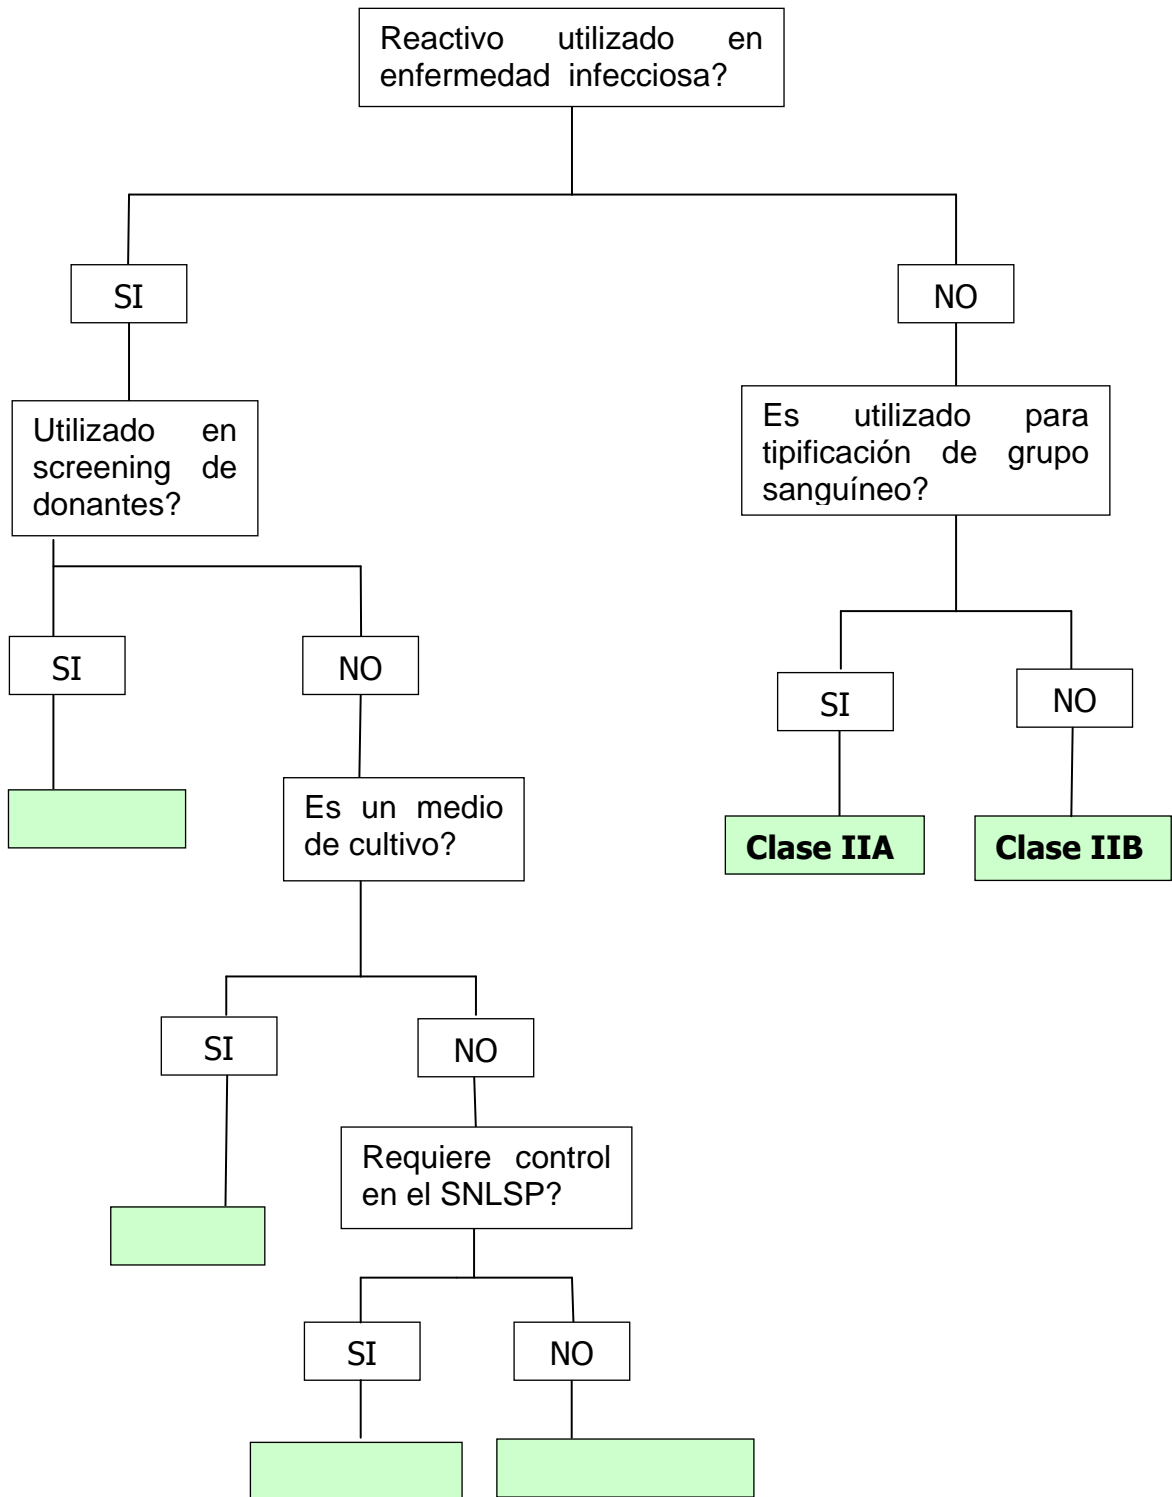 Reactivo utilizado en
enfermedad infecciosa?
SI
NO
Utilizado en
screening de
donantes?
Es utilizado para
tipificación de grupo
sanguíneo?
SI
NO
SI
NO
Es un medio
de cultivo?
Clase IIA
Clase IIB
SI
NO
Requiere control
en el SNLSP?
SI
NO